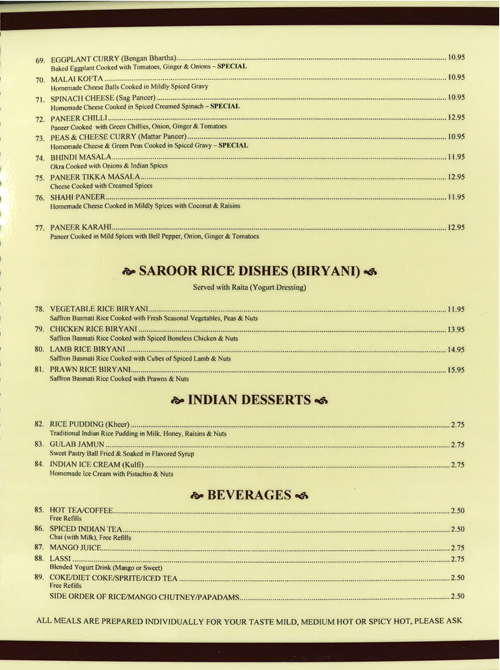 69. EGGPLANT CURRY (Bengan Bhartha)........ 10.95
Baked Eggplant Cooked with Tomatoes, Ginger & Onions – SPECIAL
70. MALAI KOFTA ........ 10.95
Homemade Cheese Balls Cooked in Mildly Spiced Gravy
71. SPINACH CHEESE (Sag Paneer) ........ 10.95
Homemade Cheese Cooked in Spiced Creamed Spinach – SPECIAL
72. PANEER CHILLI ........ 12.95
Paneer Cooked with Green Chillies, Onion, Ginger & Tomatoes
73. PEAS & CHEESE CURRY (Mattar Paneer) ........ 10.95
Homemade Cheese & Green Peas Cooked in Spiced Gravy – SPECIAL
74. BHINDI MASALA ........ 11.95
Okra Cooked with Onions & Indian Spices
75. PANEER TIKKA MASALA ........ 12.95
Cheese Cooked with Creamed Spices
76. SHAHI PANEER ........ 11.95
Homemade Cheese Cooked in Mildly Spices with Coconut & Raisins
77. PANEER KARAHI ........ 12.95
Paneer Cooked in Mild Spices with Bell Pepper, Onion, Ginger & Tomatoes
SAROOR RICE DISHES (BIRYANI)
Served with Raita (Yogurt Dressing)
78. VEGETABLE RICE BIRYANI ........ 11.95
Saffron Basmati Rice Cooked with Fresh Seasonal Vegetables, Peas & Nuts
79. CHICKEN RICE BIRYANI ........ 13.95
Saffron Basmati Rice Cooked with Spiced Boneless Chicken & Nuts
80. LAMB RICE BIRYANI ........ 14.95
Saffron Basmati Rice Cooked with Cubes of Spiced Lamb & Nuts
81. PRAWN RICE BIRYANI ........ 15.95
Saffron Basmati Rice Cooked with Prawns & Nuts
INDIAN DESSERTS
82. RICE PUDDING (Kheer) ........ 2.75
Traditional Indian Rice Pudding in Milk, Honey, Raisins & Nuts
83. GULAB JAMUN ........ 2.75
Sweet Pastry Ball Fried & Soaked in Flavored Syrup
84. INDIAN ICE CREAM (Kulfi) ........ 2.75
Homemade Ice Cream with Pistachio & Nuts
BEVERAGES
85. HOT TEA/COFFEE ........ 2.50
Free Refills
86. SPICED INDIAN TEA ........ 2.50
Chai (with Milk), Free Refills
87. MANGO JUICE ........ 2.75
88. LASSI ........ 2.75
Blended Yogurt Drink (Mango or Sweet)
89. COKE/DIET COKE/SPRITE/ICED TEA ........ 2.50
Free Refills
SIDE ORDER OF RICE/MANGO CHUTNEY/PAPADAMS ........ 2.50
ALL MEALS ARE PREPARED INDIVIDUALLY FOR YOUR TASTE MILD, MEDIUM HOT OR SPICY HOT, PLEASE ASK